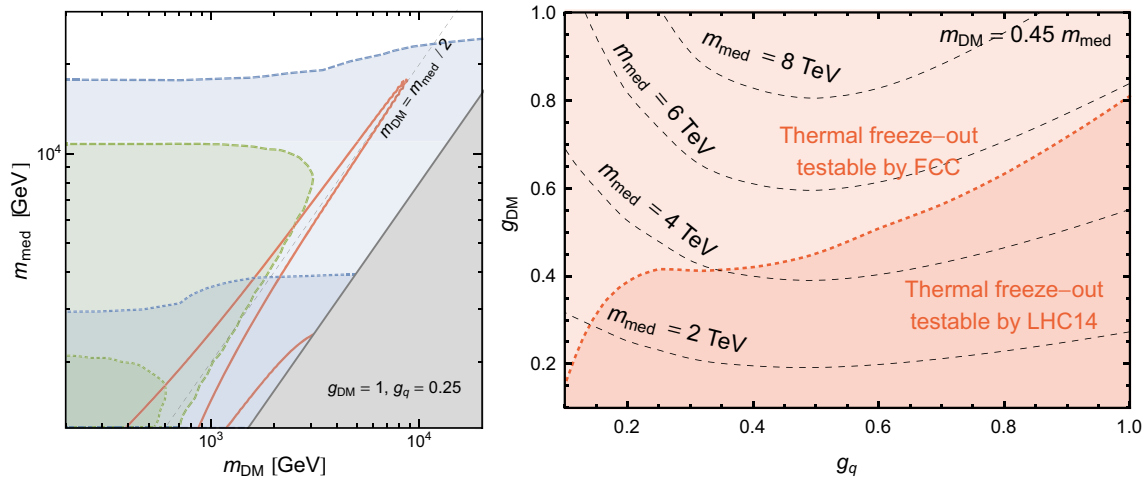 m_med [GeV]
10⁴
m_DM = m_med / 2
g_DM = 1, g_q = 0.25
10³
10⁴
m_DM [GeV]
1.0
0.8
0.6
0.4
0.2
g_DM
m_med = 8 TeV
m_DM = 0.45 m_med
m_med = 6 TeV
Thermal freeze–out
testable by FCC
m_med = 4 TeV
Thermal freeze–out
testable by LHC14
m_med = 2 TeV
0.2
0.4
0.6
0.8
1.0
g_q